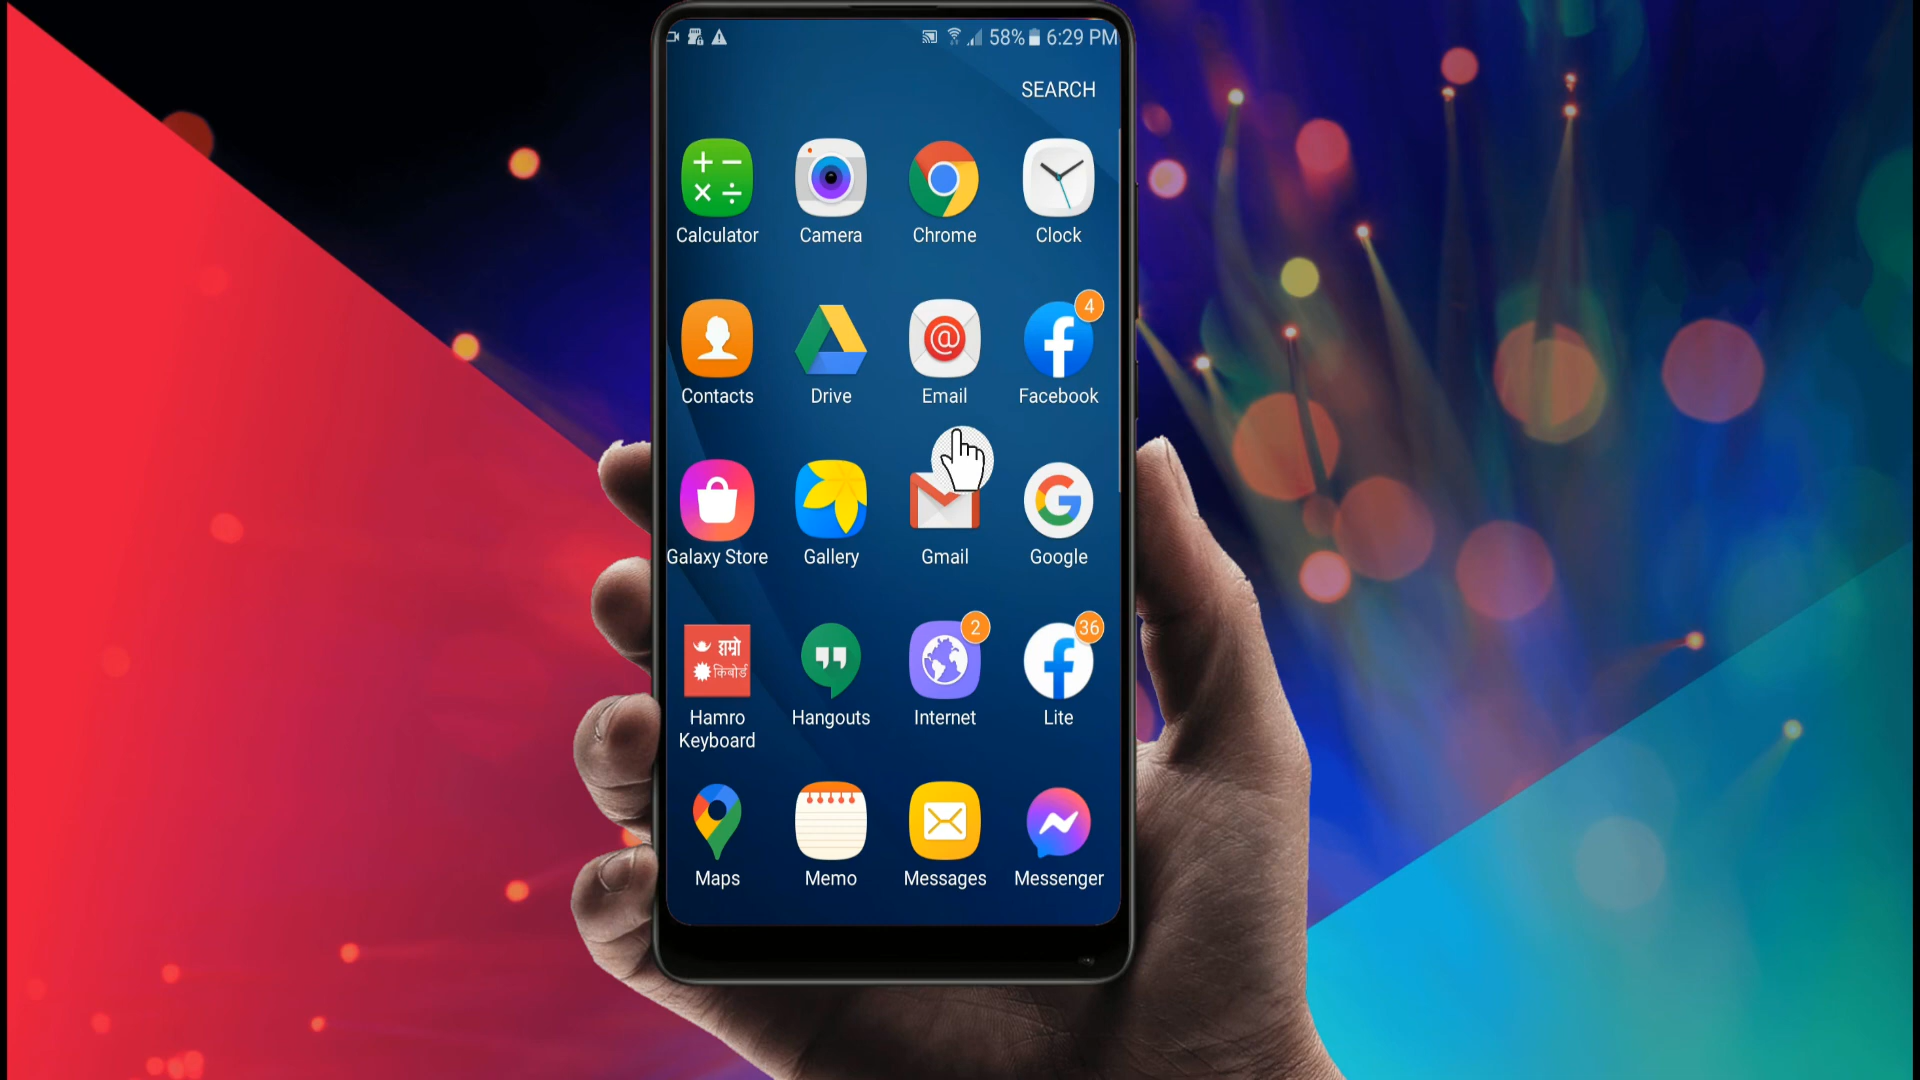 58% 6:29 PM
SEARCH
Calculator Camera Chrome Clock
4
Contacts Drive Email Facebook
Galaxy Store Gallery Gmail Google
हाम्रो
किबोर्ड
2 36
Hamro Keyboard Hangouts Internet Lite
Maps Memo Messages Messenger